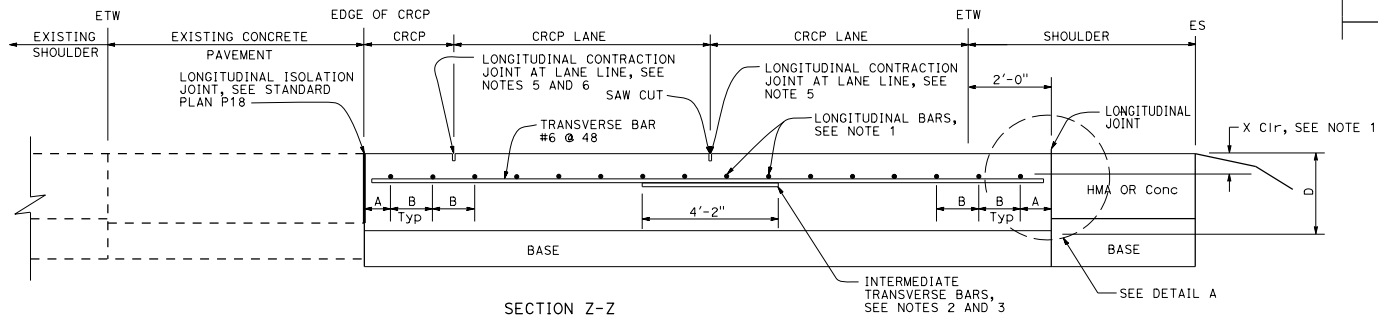 ETW
EDGE OF CRCP
ETW
ES
EXISTING
SHOULDER
EXISTING CONCRETE
PAVEMENT
CRCP
CRCP LANE
CRCP LANE
SHOULDER
LONGITUDINAL ISOLATION
JOINT, SEE STANDARD
PLAN P18
LONGITUDINAL CONTRACTION
JOINT AT LANE LINE, SEE
NOTES 5 AND 6
SAW CUT
LONGITUDINAL CONTRACTION
JOINT AT LANE LINE, SEE
NOTE 5
2'-0"
LONGITUDINAL
JOINT
TRANSVERSE BAR
#6 @ 48
LONGITUDINAL BARS,
SEE NOTE 1
X Clr, SEE NOTE 1
A
B
Typ
B
4'-2"
B
B
Typ
A
HMA OR Conc
D
BASE
BASE
INTERMEDIATE
TRANSVERSE BARS,
SEE NOTES 2 AND 3
SEE DETAIL A
SECTION Z-Z